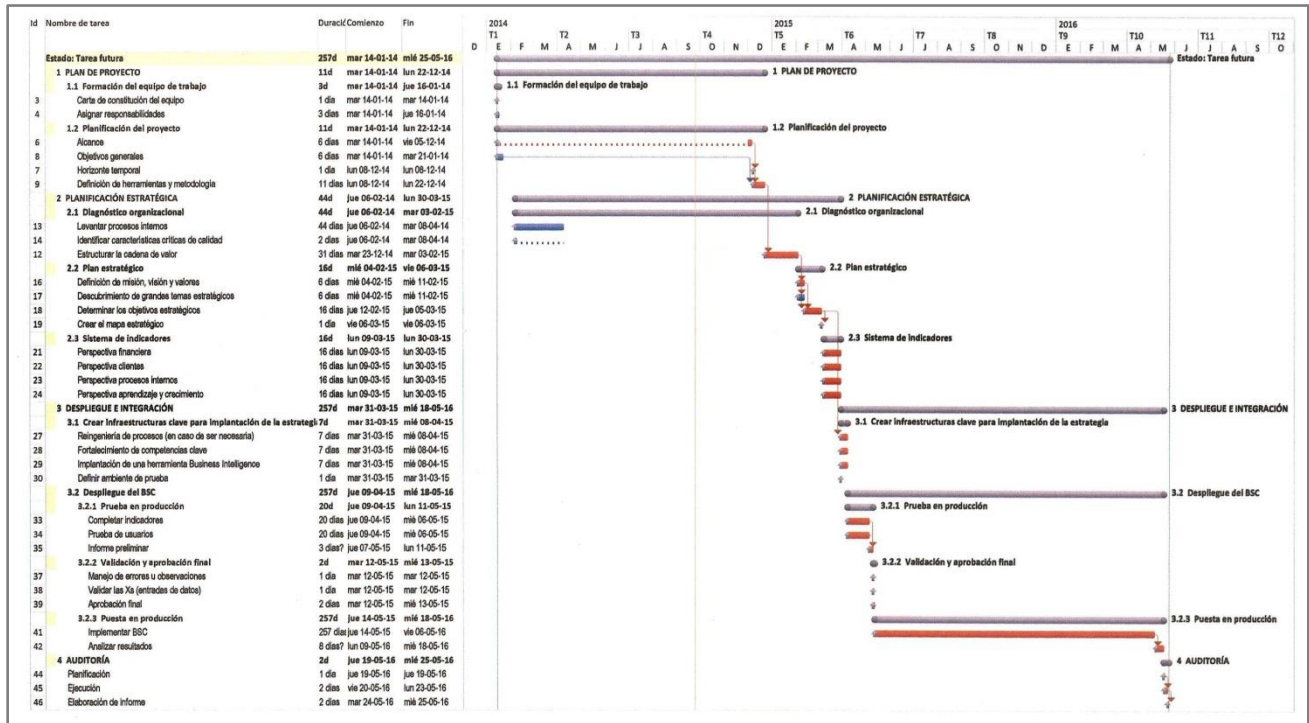 Id Nombre de tarea Duració Comienzo Fin 2014 2015 2016
T1 T2 T3 T4 T5 T6 T7 T8 T9 T10 T11 T12
D E F M A M J J A S O N D E F M A M J J A S O N D E F M A M J J A S O N
Estado: Tarea futura 257d mar 14-01-14 mié 25-05-16 Estado: Tarea futura
1 PLAN DE PROYECTO 11d mar 14-01-14 lun 22-12-14 1 PLAN DE PROYECTO
1.1 Formación del equipo de trabajo 3d mar 14-01-14 jue 16-01-14 1.1 Formación del equipo de trabajo
3 Carta de constitución del equipo 1 día mar 14-01-14 mar 14-01-14
4 Asignar responsabilidades 3 días mar 14-01-14 jue 16-01-14
1.2 Planificación del proyecto 11d mar 14-01-14 lun 22-12-14 1.2 Planificación del proyecto
6 Alcance 6 días mar 14-01-14 vie 05-12-14
8 Objetivos generales 6 días mar 14-01-14 mar 21-01-14
7 Horizonte temporal 1 día lun 08-12-14 lun 08-12-14
9 Definición de herramientas y metodología 11 días lun 08-12-14 lun 22-12-14
2 PLANIFICACIÓN ESTRATÉGICA 44d jue 06-02-14 lun 30-03-15 2 PLANIFICACIÓN ESTRATÉGICA
2.1 Diagnóstico organizacional 44d jue 06-02-14 mar 03-02-15 2.1 Diagnóstico organizacional
13 Levantar procesos internos 44 días jue 06-02-14 mar 08-04-14
14 Identificar características críticas de calidad 2 días jue 06-02-14 mar 08-04-14
12 Estructurar la cadena de valor 31 días mar 23-12-14 mar 03-02-15
2.2 Plan estratégico 16d mié 04-02-15 vie 06-03-15 2.2 Plan estratégico
16 Definición de misión, visión y valores 6 días mié 04-02-15 mié 11-02-15
17 Descubrimiento de grandes temas estratégicos 6 días mié 04-02-15 mié 11-02-15
18 Determinar los objetivos estratégicos 16 días jue 12-02-15 jue 05-03-15
19 Crear el mapa estratégico 1 día vie 06-03-15 vie 06-03-15
2.3 Sistema de indicadores 16d lun 09-03-15 lun 30-03-15 2.3 Sistema de indicadores
21 Perspectiva financiera 16 días lun 09-03-15 lun 30-03-15
22 Perspectiva clientes 16 días lun 09-03-15 lun 30-03-15
23 Perspectiva procesos internos 16 días lun 09-03-15 lun 30-03-15
24 Perspectiva aprendizaje y crecimiento 16 días lun 09-03-15 lun 30-03-15
3 DESPLIEGUE E INTEGRACIÓN 257d mar 31-03-15 mié 18-05-16 3 DESPLIEGUE E INTEGRACIÓN
3.1 Crear infraestructuras clave para implantación de la estrategia 7d mar 31-03-15 mié 08-04-15 3.1 Crear infraestructuras clave para implantación de la estrategia
27 Reingeniería de procesos (en caso de ser necesaria) 7 días mar 31-03-15 mié 08-04-15
28 Fortalecimiento de competencias clave 7 días mar 31-03-15 mié 08-04-15
29 Implantación de una herramienta Business Intelligence 7 días mar 31-03-15 mié 08-04-15
30 Definir ambiente de prueba 1 día mar 31-03-15 mar 31-03-15
3.2 Despliegue del BSC 257d jue 09-04-15 mié 18-05-16 3.2 Despliegue del BSC
3.2.1 Prueba en producción 20d jue 09-04-15 lun 11-05-15 3.2.1 Prueba en producción
33 Completar indicadores 20 días jue 09-04-15 mié 06-05-15
34 Prueba de usuarios 20 días jue 09-04-15 mié 06-05-15
35 Informe preliminar 3 días? jue 07-05-15 lun 11-05-15
3.2.2 Validación y aprobación final 2d mar 12-05-15 mié 13-05-15 3.2.2 Validación y aprobación final
37 Manejo de errores u observaciones 1 día mar 12-05-15 mar 12-05-15
38 Validar las Xa (entradas de datos) 1 día mar 12-05-15 mar 12-05-15
39 Aprobación final 2 días mar 12-05-15 mié 13-05-15
3.2.3 Puesta en producción 257d jue 14-05-15 mié 18-05-16 3.2.3 Puesta en producción
41 Implementar BSC 257 días jue 14-05-15 vie 06-05-16
42 Analizar resultados 8 días? lun 09-05-16 mié 18-05-16
4 AUDITORÍA 2d jue 19-05-16 mié 25-05-16 4 AUDITORÍA
44 Planificación 1 día jue 19-05-16 jue 19-05-16
45 Ejecución 2 días vie 20-05-16 lun 23-05-16
46 Elaboración de informe 2 días mar 24-05-16 mié 25-05-16